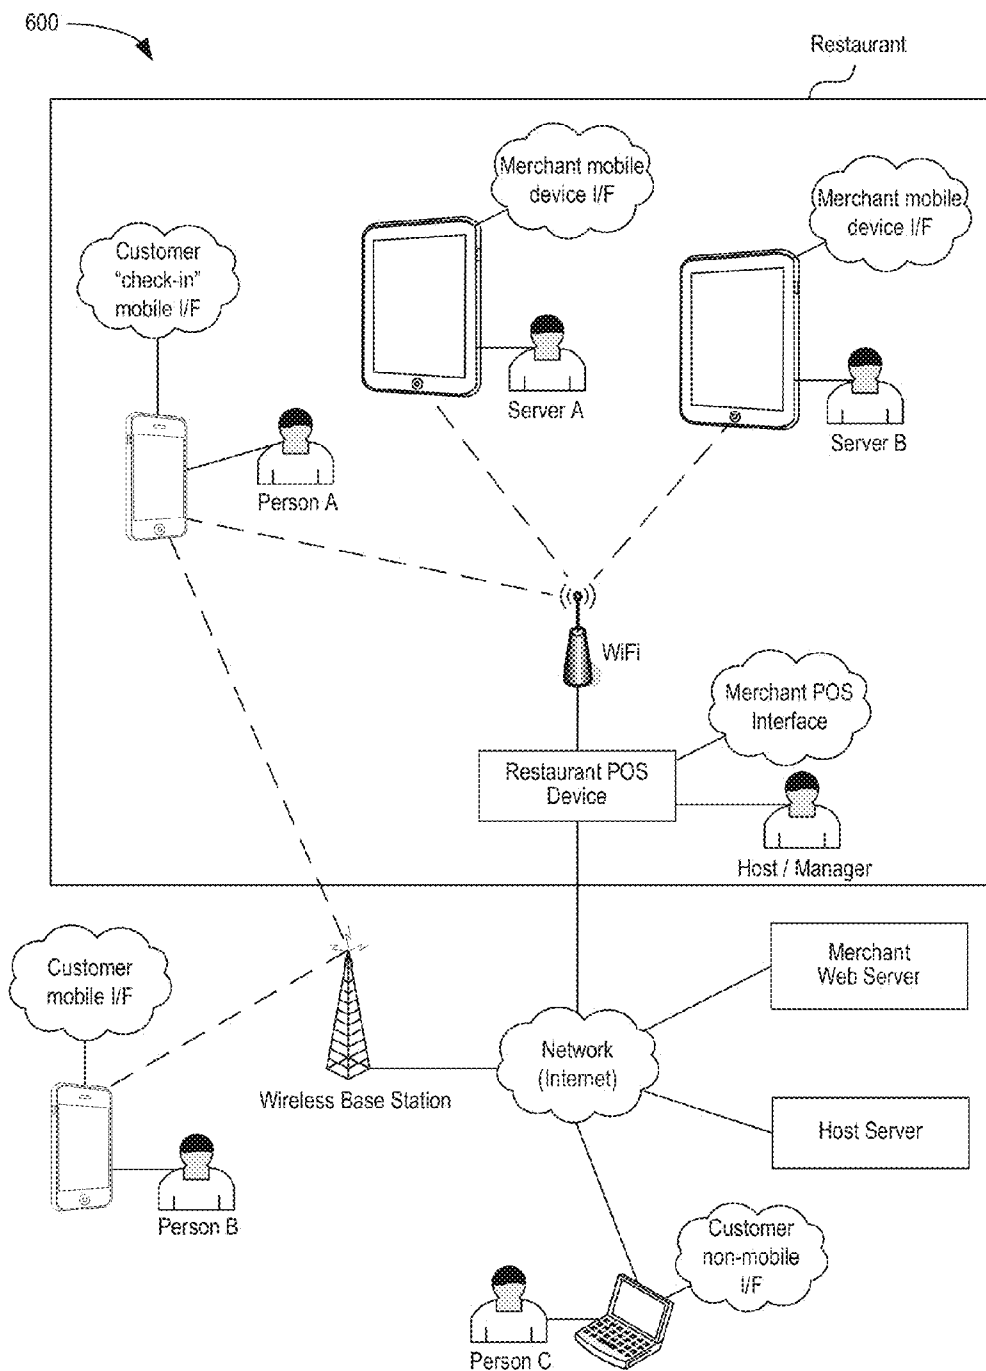 600
Restaurant
Merchant mobile
device I/F
Merchant mobile
device I/F
Customer
“check-in”
mobile I/F
Server A
Server B
Person A
WiFi
Merchant POS
Interface
Restaurant POS
Device
Host / Manager
Customer
mobile I/F
Merchant
Web Server
Network
(Internet)
Wireless Base Station
Host Server
Person B
Customer
non-mobile
I/F
Person C